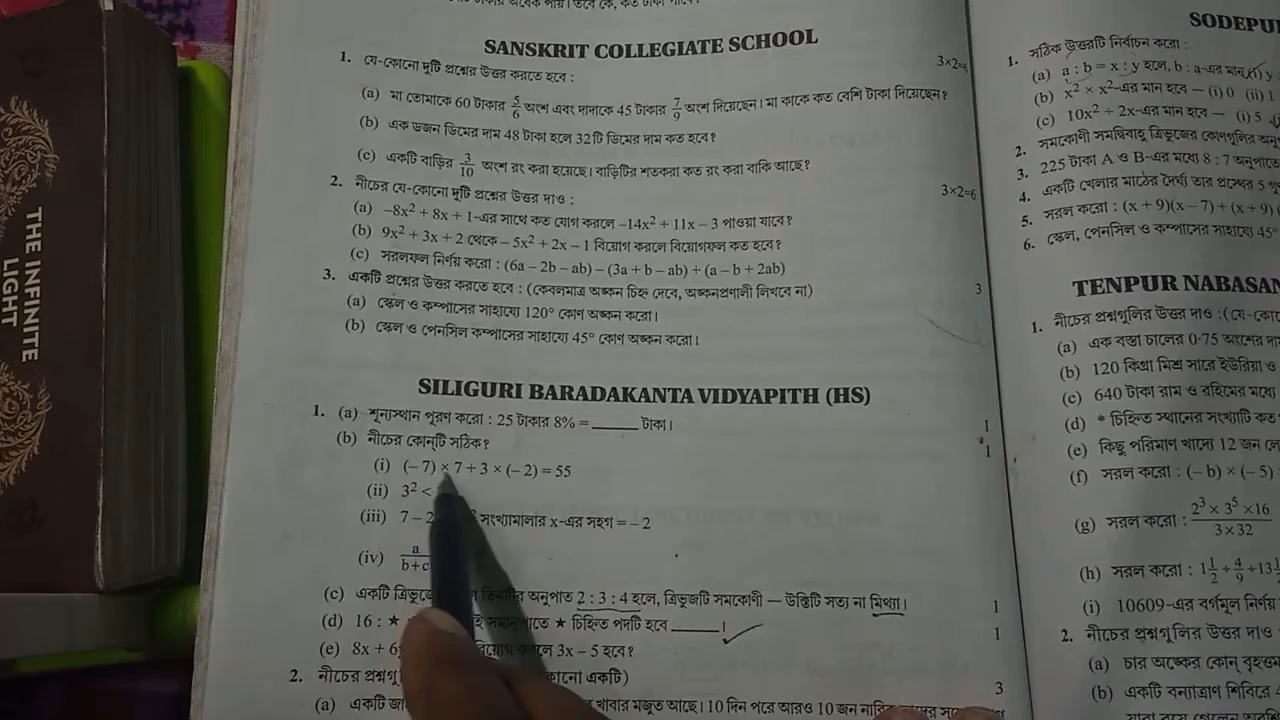 THE INFINITE LIGHT
SANSKRIT COLLEGIATE SCHOOL
1. যে-কোনো দুটি প্রশ্নের উত্তর করতে হবে : 3×2=6
(a) মা তোমাকে 60 টাকার 5/6 অংশ এবং দাদাকে 45 টাকার 7/9 অংশ দিয়েছেন। মা কাকে কত বেশি টাকা দিয়েছেন?
(b) এক ডজন ডিমের দাম 48 টাকা হলে 32টি ডিমের দাম কত হবে?
(c) একটি বাড়ির 3/10 অংশ রং করা হয়েছে। বাড়িটির শতকরা কত রং করা বাকি আছে?
2. নীচের যে-কোনো দুটি প্রশ্নের উত্তর দাও : 3×2=6
(a) –8x² + 8x + 1-এর সাথে কত যোগ করলে –14x² + 11x – 3 পাওয়া যাবে?
(b) 9x² + 3x + 2 থেকে – 5x² + 2x – 1 বিয়োগ করলে বিয়োগফল কত হবে?
(c) সরলফল নির্ণয় করো : (6a – 2b – ab) – (3a + b – ab) + (a – b + 2ab)
3. একটি প্রশ্নের উত্তর করতে হবে : (কেবলমাত্র অঙ্কন চিহ্ন দেবে, অঙ্কনপ্রণালী লিখবে না) 3
(a) স্কেল ও কম্পাসের সাহায্যে 120° কোণ অঙ্কন করো।
(b) স্কেল ও পেনসিল কম্পাসের সাহায্যে 45° কোণ অঙ্কন করো।
SILIGURI BARADAKANTA VIDYAPITH (HS)
1. (a) শূন্যস্থান পূরণ করো : 25 টাকার 8% = ______ টাকা। 1
(b) নীচের কোন্‌টি সঠিক? 1
(i) (– 7) × 7 + 3 × (– 2) = 55
(ii) 3² <
(iii) 7 – 2 সংখ্যামালার x-এর সহগ = – 2
(iv) a/b+c
(c) একটি ত্রিভুজের অনুপাত 2 : 3 : 4 হলে, ত্রিভুজটি সমকোণী — উক্তিটি সত্য না মিথ্যা। 1
(d) 16 : ★ সমানুপাতে ★ চিহ্নিত পদটি হবে ______। 1
(e) 8x + 6 বিয়োগ করলে 3x – 5 হবে?
2. নীচের প্রশ্নগু কোনো একটি) 3
(a) একটি খাবার মজুত আছে। 10 দিন পরে আরও 10 জন
SODEPU
1. সঠিক উত্তরটি নির্বাচন করো :
(a) a : b = x : y হলে, b : a-এর মান (i) y
(b) x² × x²-এর মান হবে — (i) 0 (ii) 1
(c) 10x² ÷ 2x-এর মান হবে — (i) 5
2. সমকোণী সমদ্বিবাহু ত্রিভুজের কোণগুলির অনু
3. 225 টাকা A ও B-এর মধ্যে 8 : 7 অনুপাতে
4. একটি খেলার মাঠের দৈর্ঘ্য তার প্রস্থের 5 গু
5. সরল করো : (x + 9)(x – 7) + (x + 9)
6. স্কেল, পেনসিল ও কম্পাসের সাহায্যে 45°
TENPUR NABASAN
1. নীচের প্রশ্নগুলির উত্তর দাও : (যে-কো
(a) এক বস্তা চালের 0·75 অংশের দা
(b) 120 কিগ্রা মিশ্র সারে ইউরিয়া ও
(c) 640 টাকা রাম ও রহিমের মধ্যে
(d) * চিহ্নিত স্থানের সংখ্যাটি কত
(e) কিছু পরিমাণ খাদ্যে 12 জন লো
(f) সরল করো : (– b) × (– 5)
(g) সরল করো : 2³ × 3⁵ × 16/3 × 32
(h) সরল করো : 1 1/2 ÷ 4/9 ÷ 13
(i) 10609-এর বর্গমূল নির্ণয়
2. নীচের প্রশ্নগুলির উত্তর দাও
(a) চার অঙ্কের কোন্ বৃহত্তম
(b) একটি বন্যাত্রাণ শিবিরে